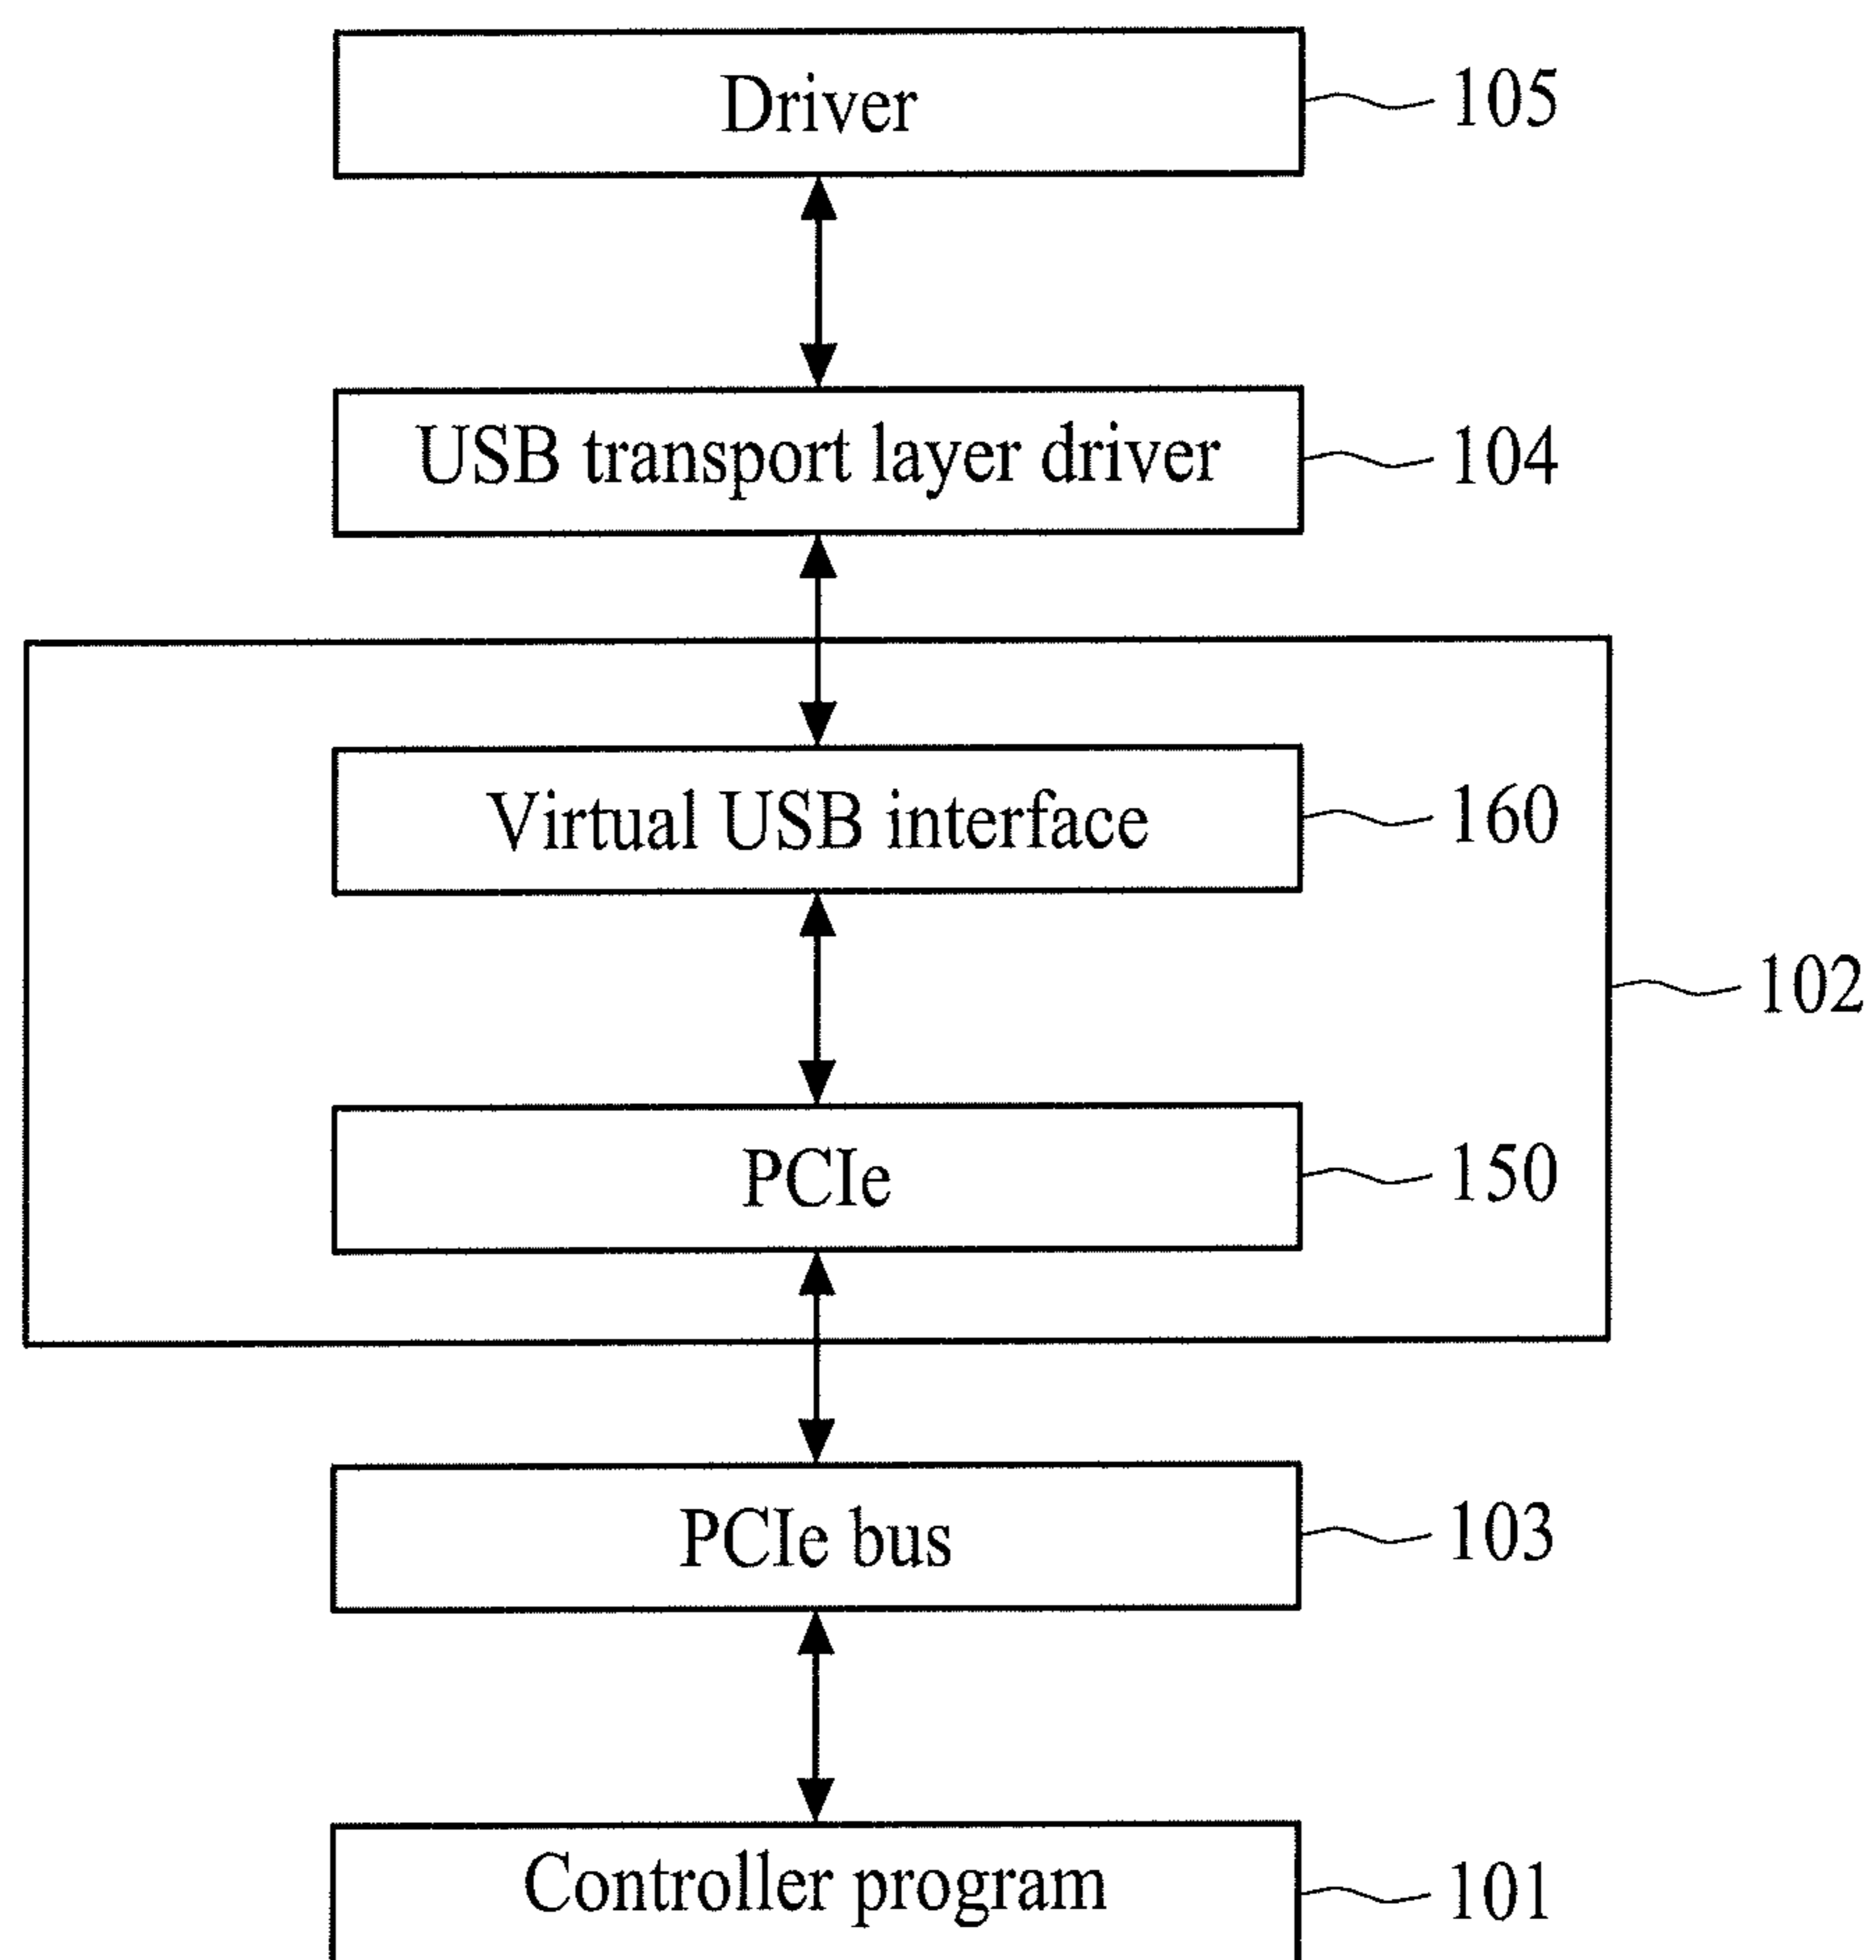 Driver 105
USB transport layer driver 104
Virtual USB interface 160
102
PCIe 150
PCIe bus 103
Controller program 101